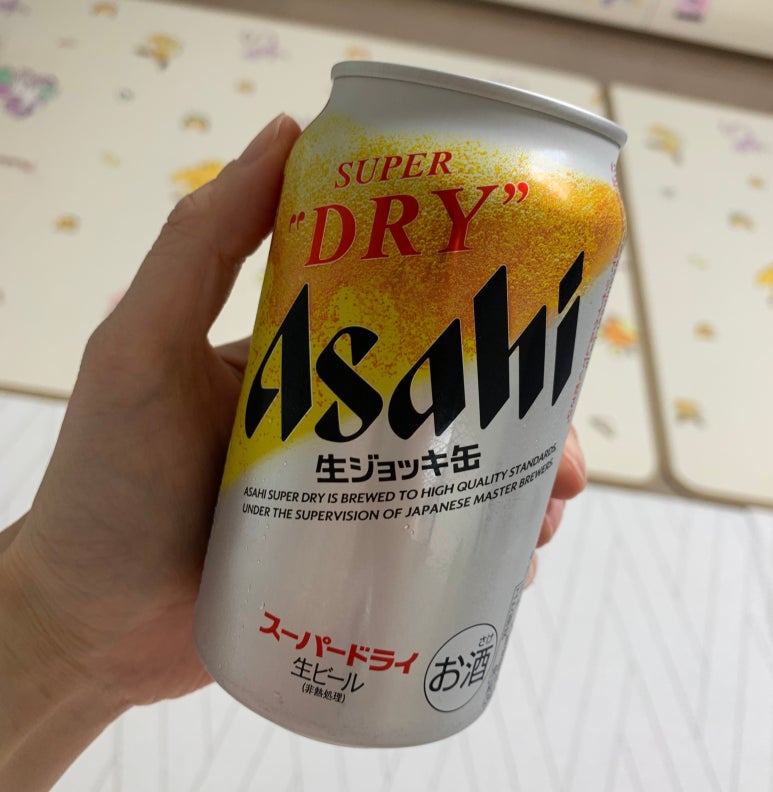 SUPER
"DRY"
Asahi
生ジョッキ缶
ASAHI SUPER DRY IS BREWED TO HIGH QUALITY STANDARDS
UNDER THE SUPERVISION OF JAPANESE MASTER BREWERS
スーパードライ
生ビール
(非熱処理)
さけ
お酒